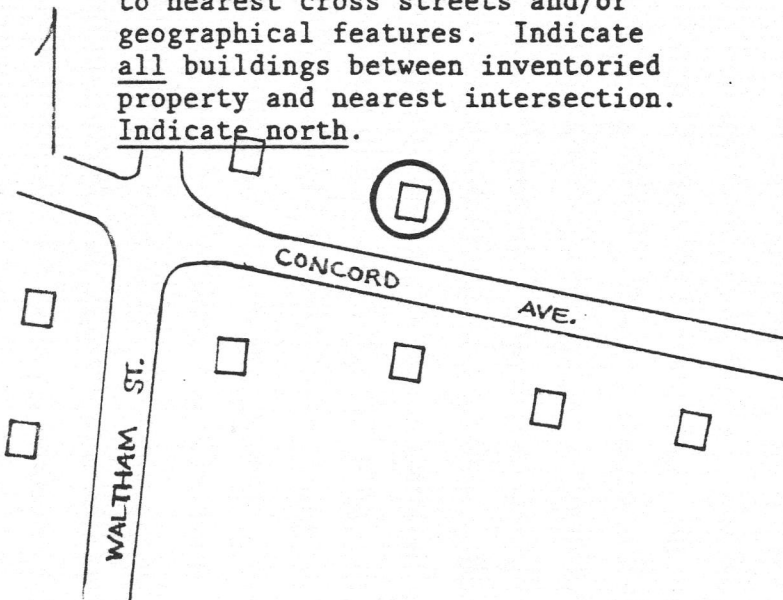 to nearest cross streets and/or
geographical features. Indicate
all buildings between inventoried
property and nearest intersection.
Indicate north.
CONCORD AVE.
WALTHAM ST.